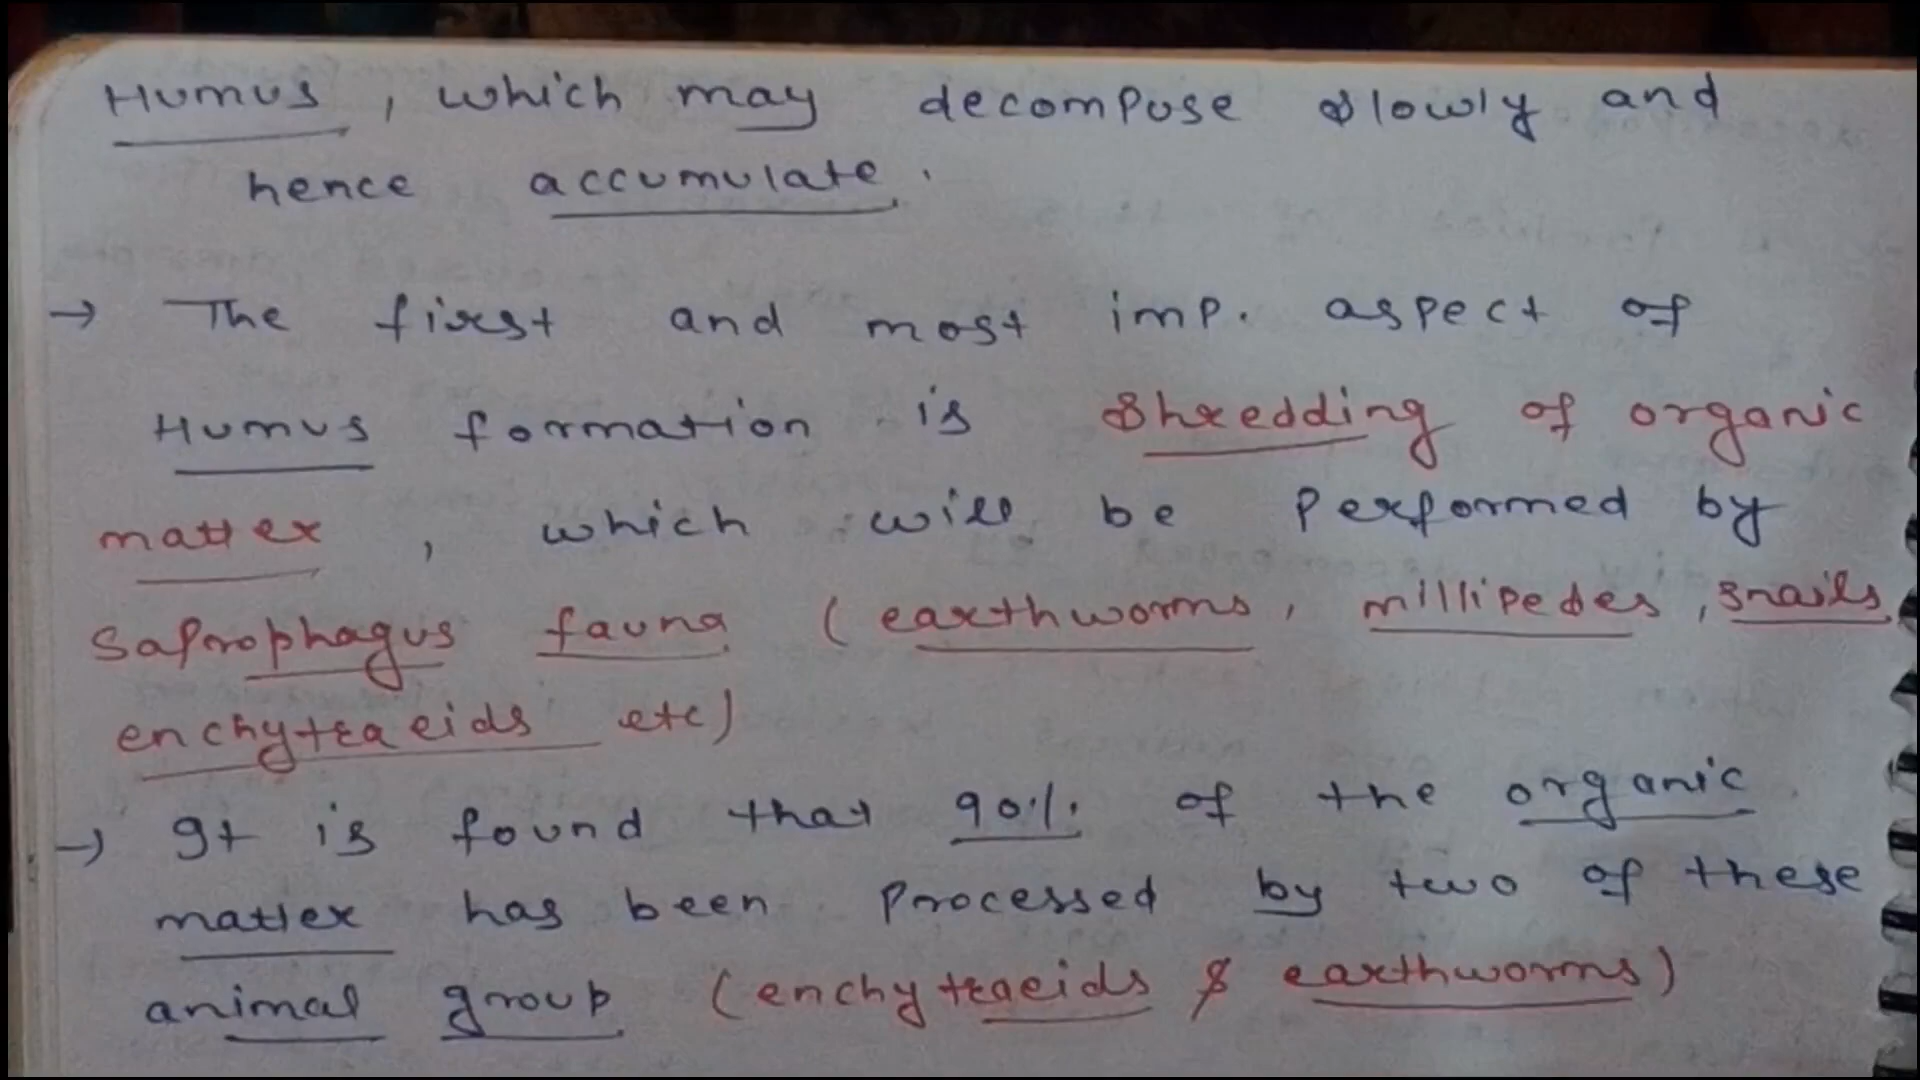 Humus, which may decompose slowly and
hence accumulate.
→ The first and most imp. aspect of
Humus formation is Shredding of organic
matter, which will be performed by
Saprophagus fauna (earthworms, millipedes, snails,
enchytraeids etc)
→ It is found that 90% of the organic
matter has been processed by two of these
animal group (enchytraeids & earthworms)